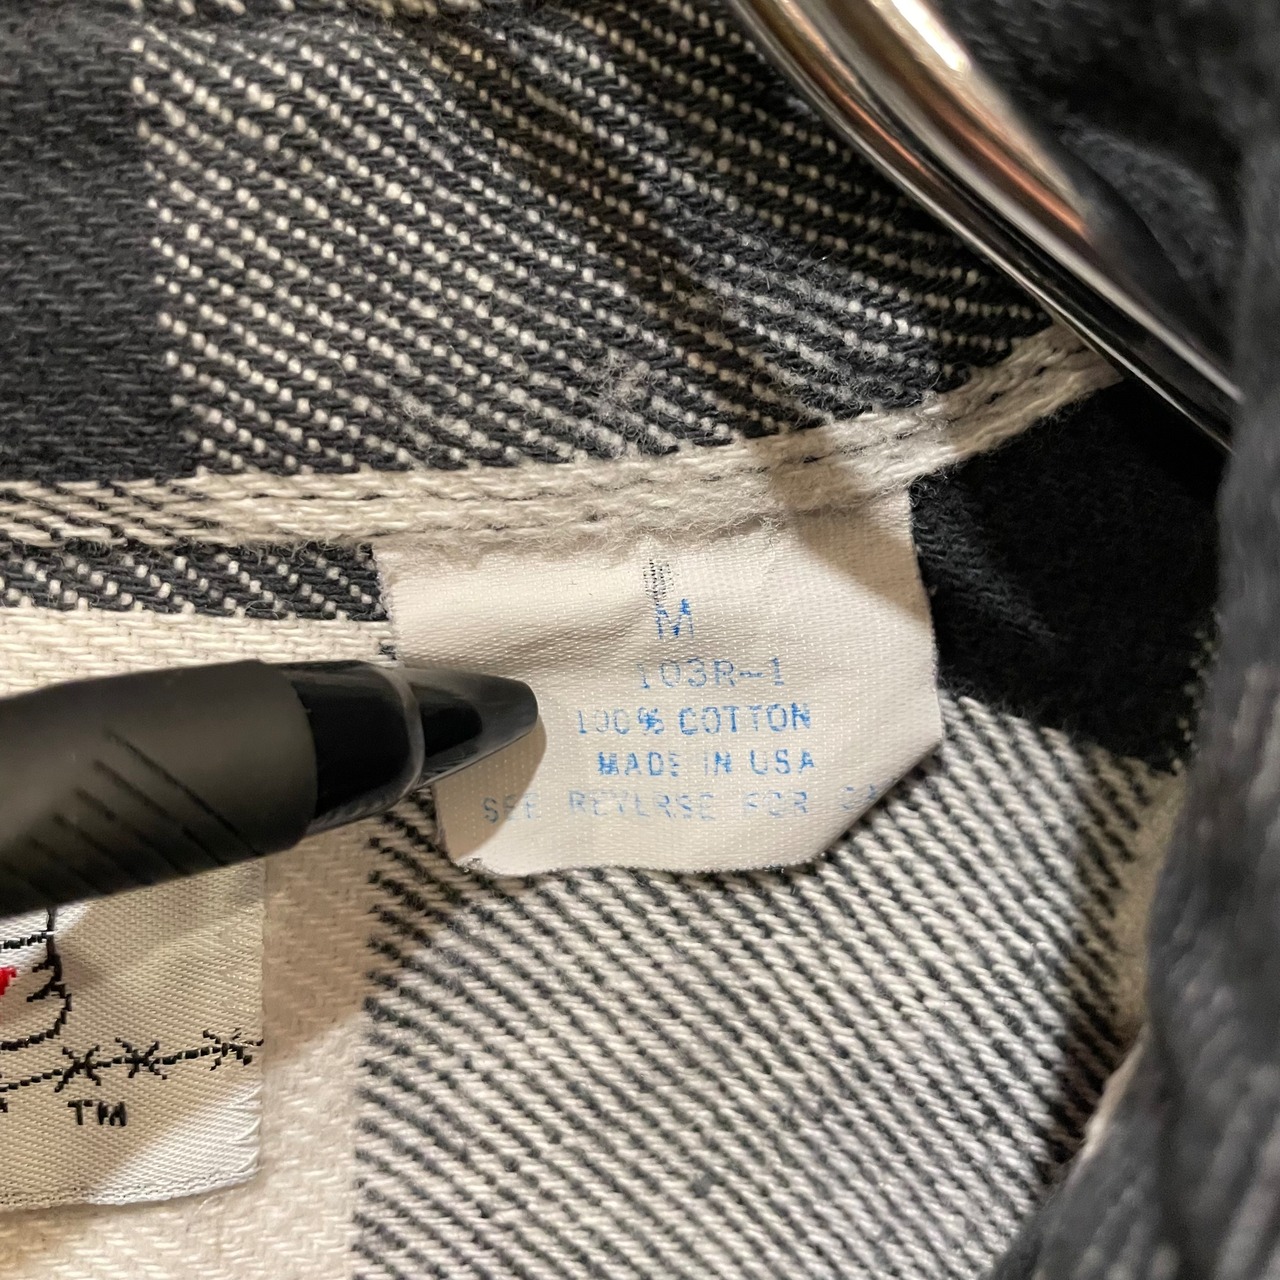 M
103R-1
100% COTTON
MADE IN USA
SEE REVERSE FOR
TM